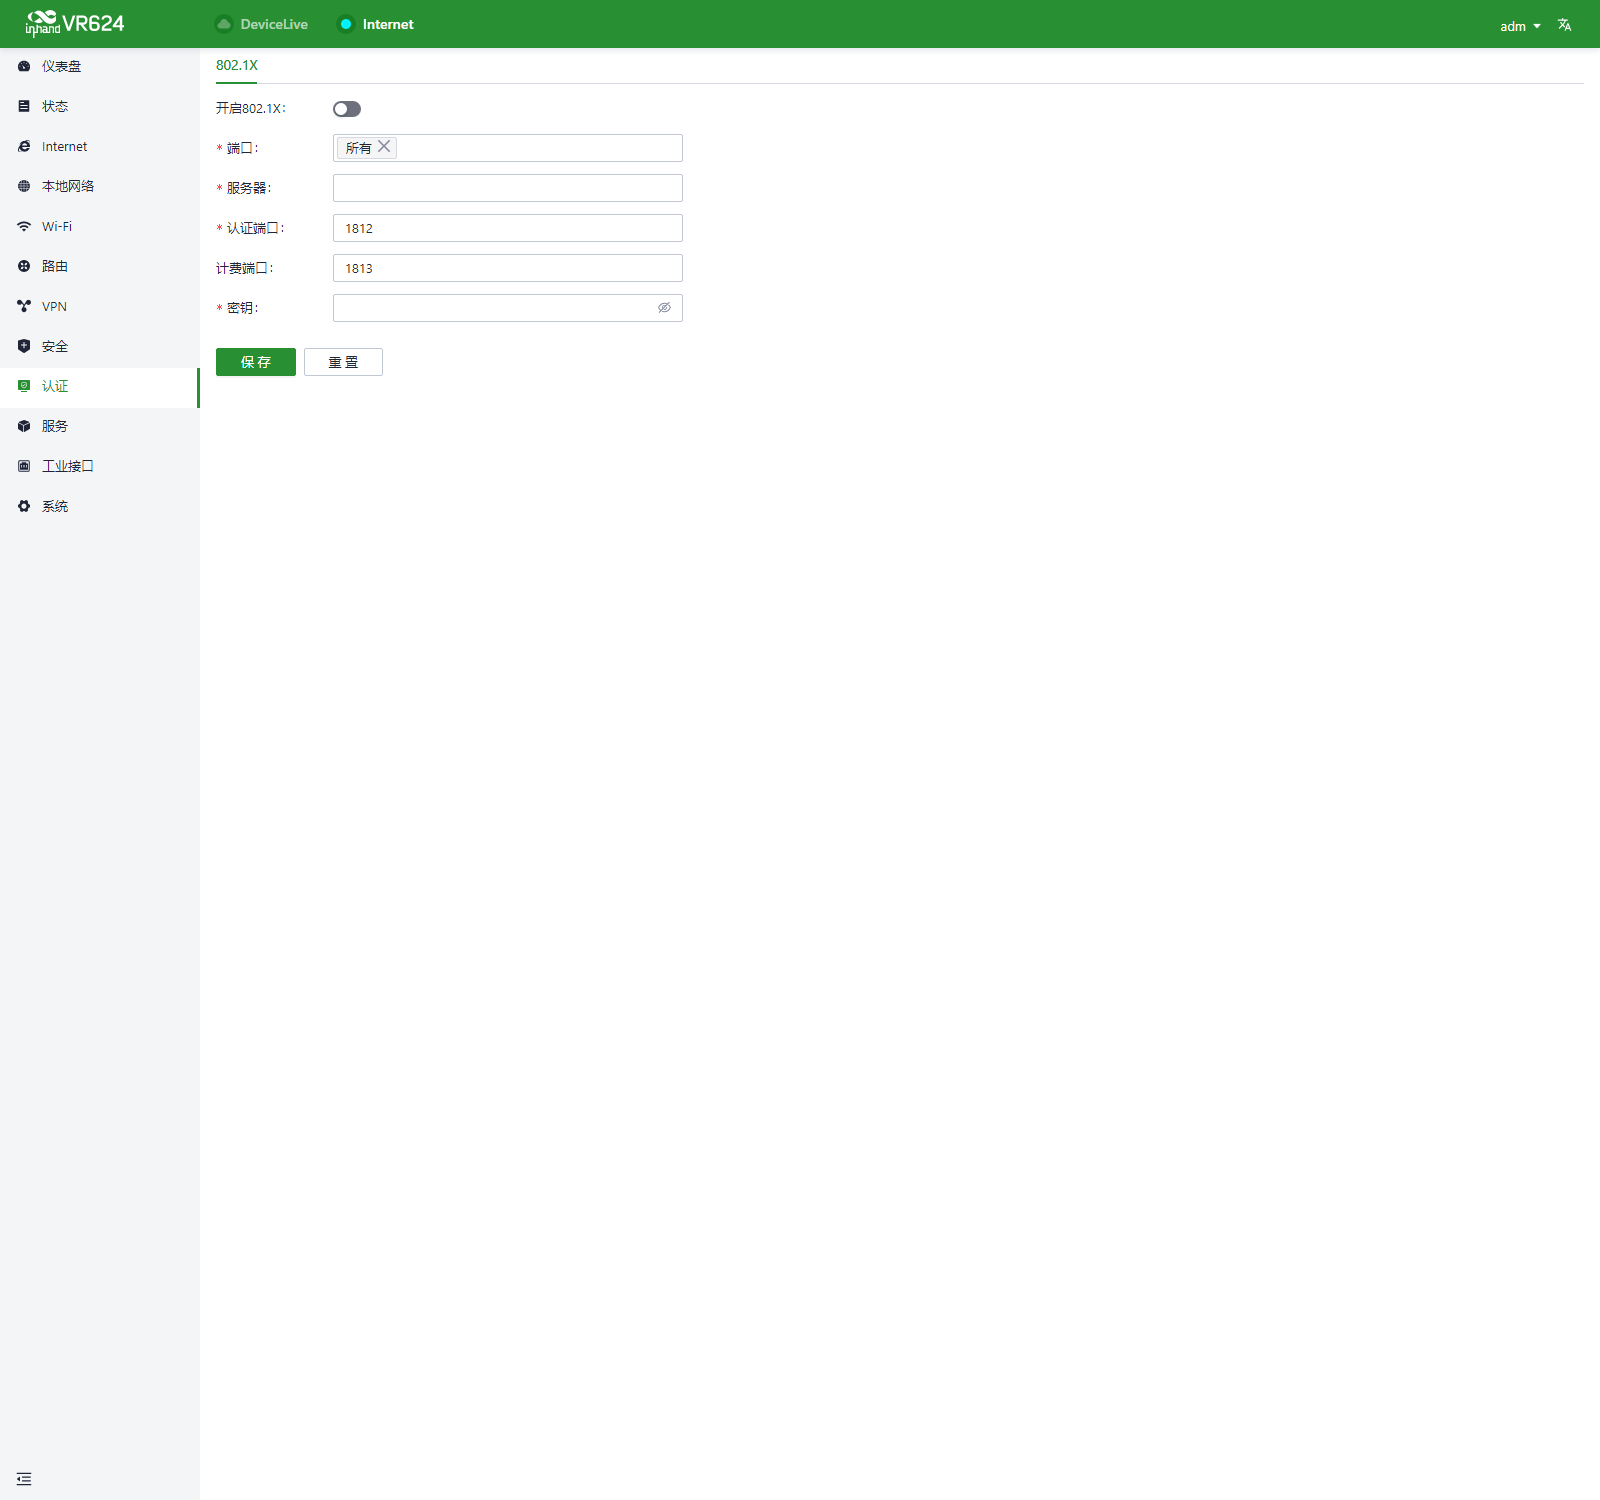 inhand VR624
DeviceLive
Internet
adm
仪表盘
状态
Internet
本地网络
Wi-Fi
路由
VPN
安全
认证
服务
工业接口
系统
802.1X
开启802.1X：
* 端口： 所有
* 服务器：
* 认证端口： 1812
计费端口： 1813
* 密钥：
保 存
重 置